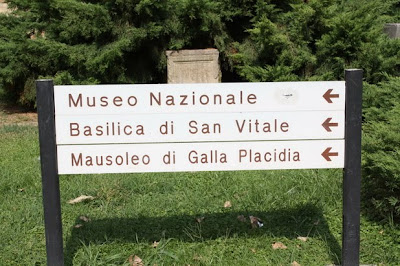 Museo Nazionale ←
Basilica di San Vitale ←
Mausoleo di Galla Placidia ←